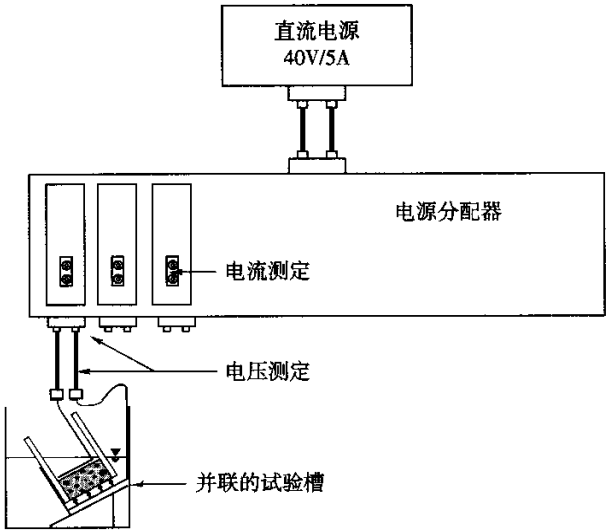 直流电源
40V/5A
电源分配器
电流测定
电压测定
并联的试验槽